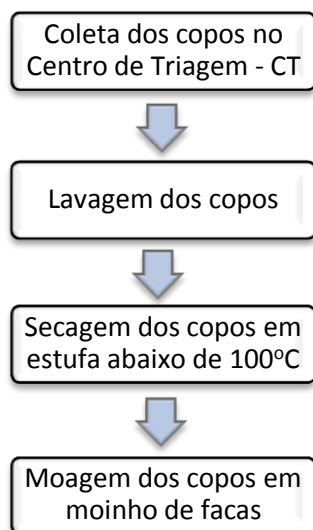 Coleta dos copos no
Centro de Triagem - CT
Lavagem dos copos
Secagem dos copos em
estufa abaixo de 100ºC
Moagem dos copos em
moinho de facas